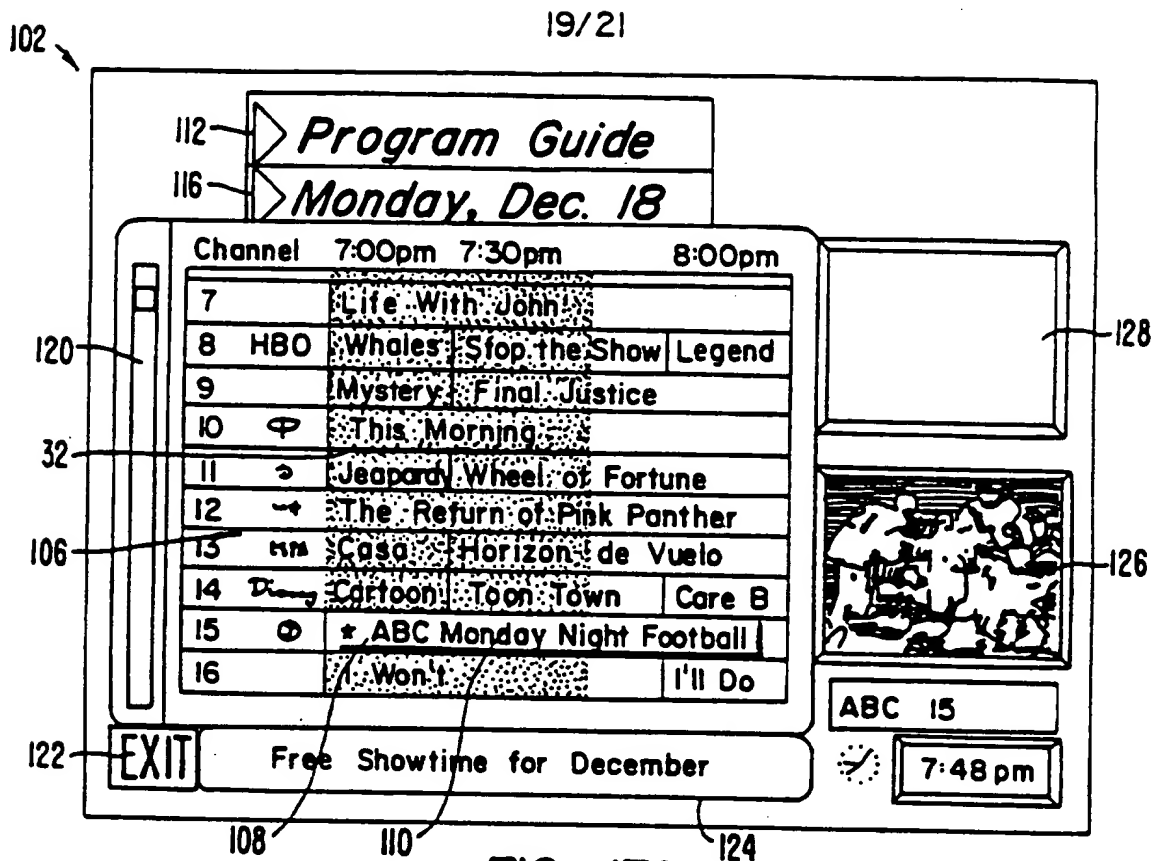 19/21
102
112 Program Guide
116 Monday, Dec. 18
Channel 7:00pm 7:30pm 8:00pm
7 Life With John
8 HBO Whales Stop the Show Legend
128
120
9 Mystery Final Justice
10 This Morning
32
11 Jeopardy Wheel of Fortune
12 The Return of Pink Panther
106
13 Casa Horizon de Vuelo
126
14 Disney Cartoon Toon Town Care B
15 * ABC Monday Night Football
16 I Won't I'll Do
ABC 15
122 EXIT Free Showtime for December
7:48 pm
108 110 124